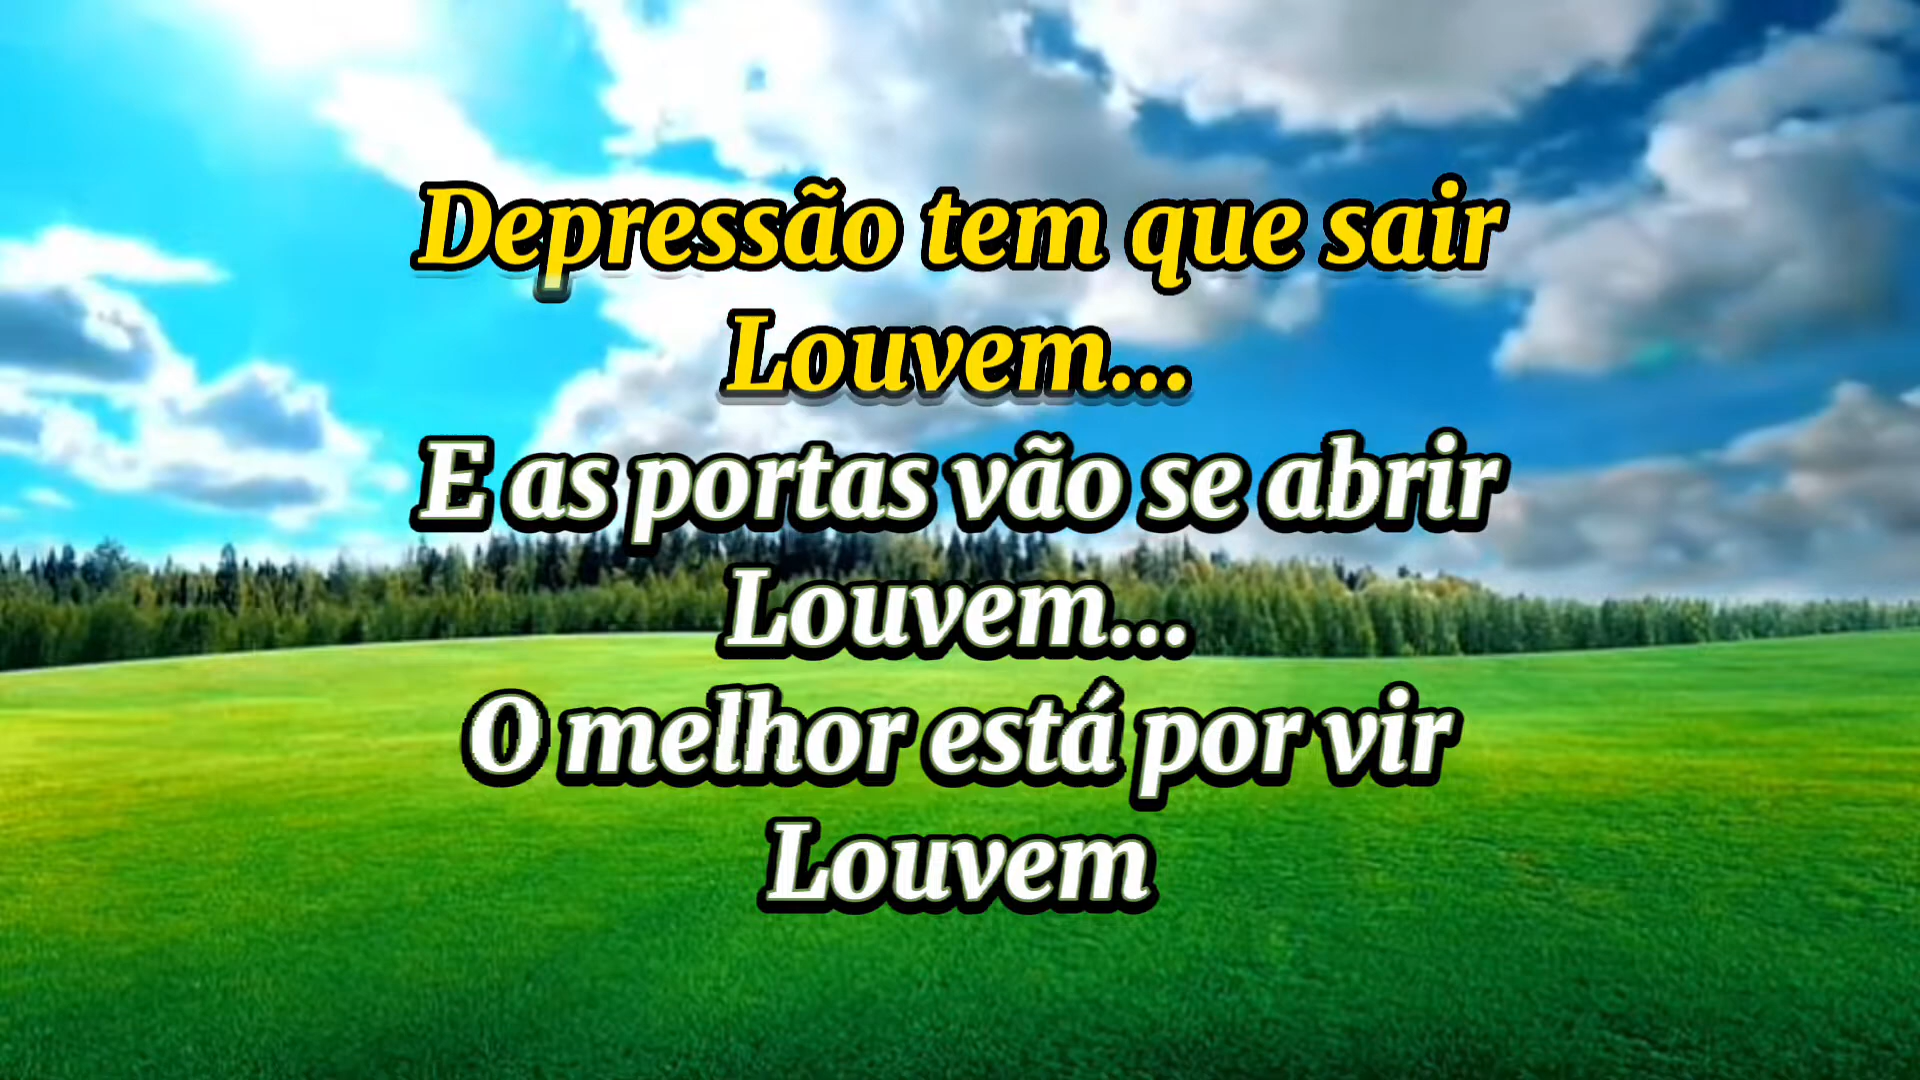 Depressão tem que sair
Louvem...
E as portas vão se abrir
Louvem...
O melhor está por vir
Louvem